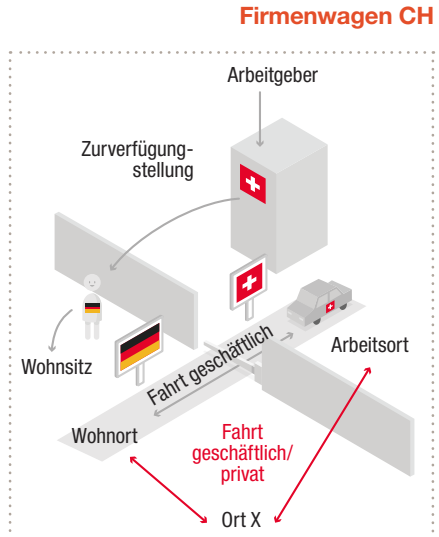 Firmenwagen CH
Arbeitgeber
Zurverfügung-
stellung
Wohnsitz
Fahrt geschäftlich
Arbeitsort
Wohnort
Fahrt
geschäftlich/
privat
Ort X